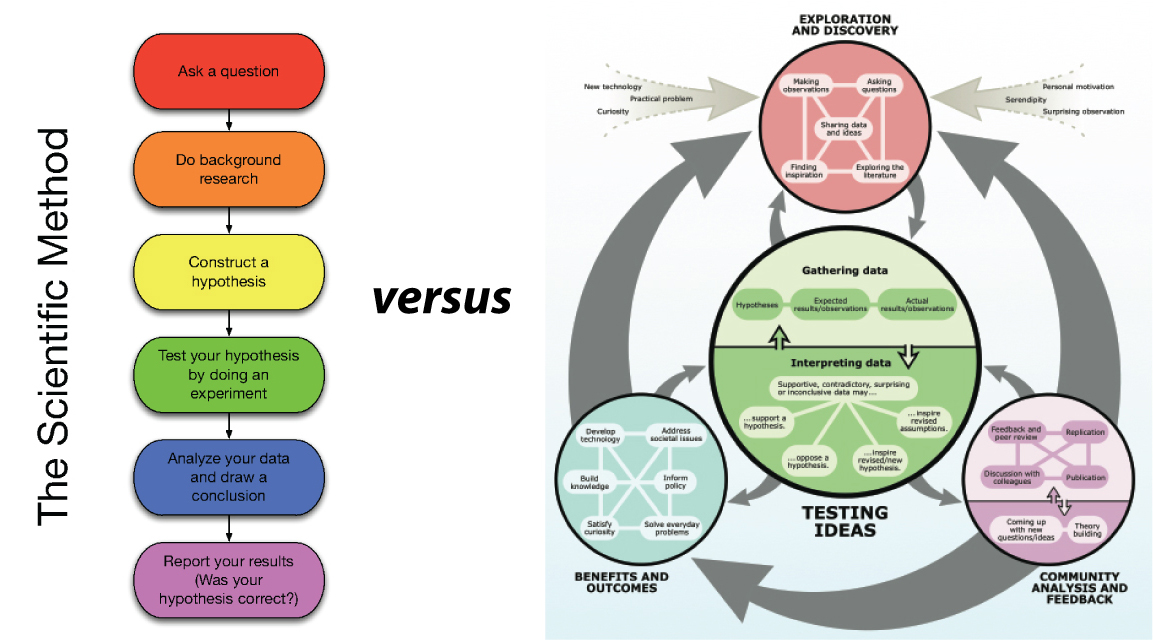 The Scientific Method
Ask a question
Do background
research
Construct a
hypothesis
Test your hypothesis
by doing an
experiment
Analyze your data
and draw a
conclusion
Report your results
(Was your
hypothesis correct?)
versus
EXPLORATION
AND DISCOVERY
New technology
Practical problem
Curiosity
Personal motivation
Serendipity
Surprising observation
Making
observations
Asking
questions
Sharing data
and ideas
Finding
inspiration
Exploring the
literature
Gathering data
Hypotheses
Expected
results/observations
Actual
results/observations
Interpreting data
Supportive, contradictory, surprising
or inconclusive data may...
...support a
hypothesis.
...inspire
revised
assumptions.
...oppose a
hypothesis.
...inspire
revised/new
hypothesis.
TESTING
IDEAS
Develop
technology
Address
societal issues
Build
knowledge
Inform
policy
Satisfy
curiosity
Solve everyday
problems
BENEFITS AND
OUTCOMES
Feedback and
peer review
Replication
Discussion with
colleagues
Publication
Coming up
with new
questions/ideas
Theory
building
COMMUNITY
ANALYSIS AND
FEEDBACK